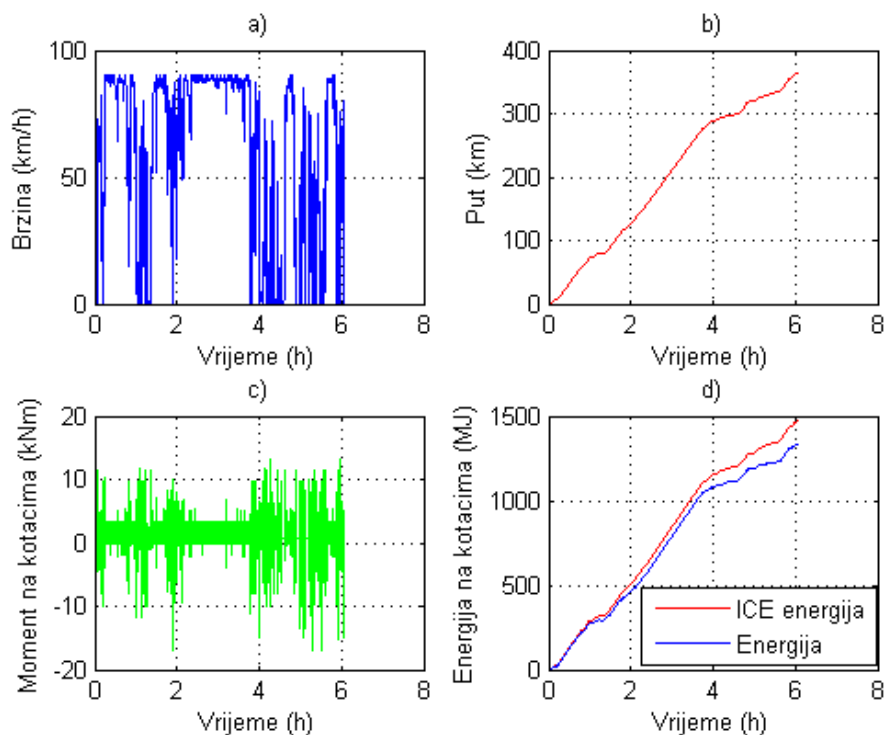 a)
100
50
0
Brzina (km/h)
0 2 4 6 8
Vrijeme (h)
b)
400
300
200
100
0
Put (km)
0 2 4 6 8
Vrijeme (h)
c)
20
10
0
-10
-20
Moment na kotacima (kNm)
0 2 4 6 8
Vrijeme (h)
d)
1500
1000
500
0
Energija na kotacima (MJ)
ICE energija
Energija
0 2 4 6 8
Vrijeme (h)